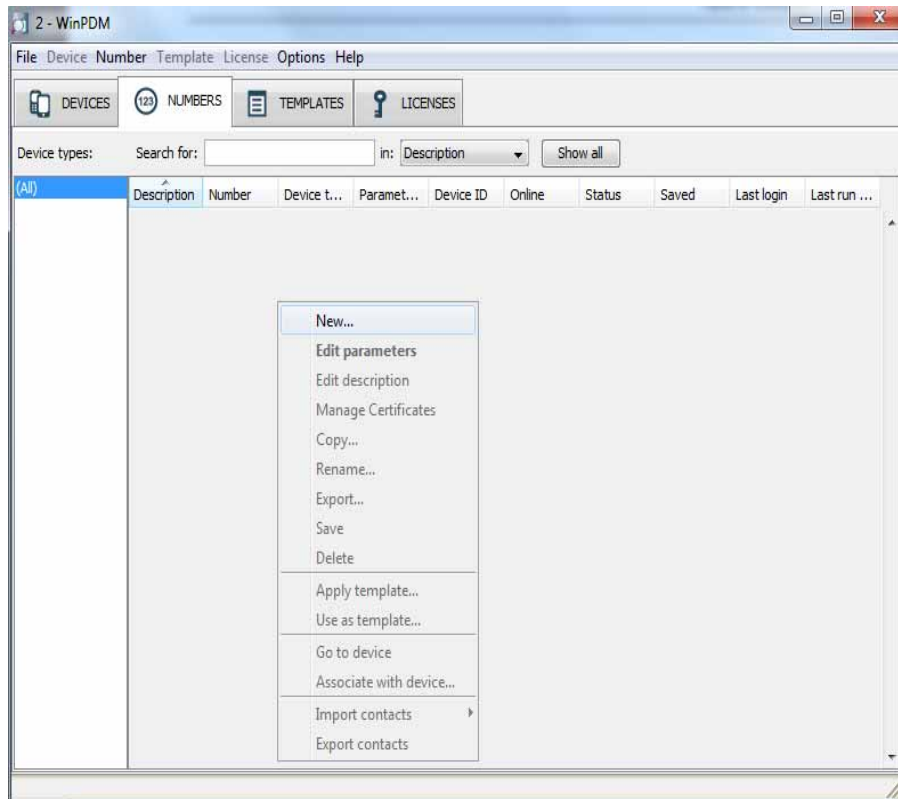 2 - WinPDM
File Device Number Template License Options Help
DEVICES 123 NUMBERS TEMPLATES LICENSES
Device types: Search for: in: Description Show all
(All) Description Number Device t... Paramet... Device ID Online Status Saved Last login Last run ...
New...
Edit parameters
Edit description
Manage Certificates
Copy...
Rename...
Export...
Save
Delete
Apply template...
Use as template...
Go to device
Associate with device...
Import contacts
Export contacts